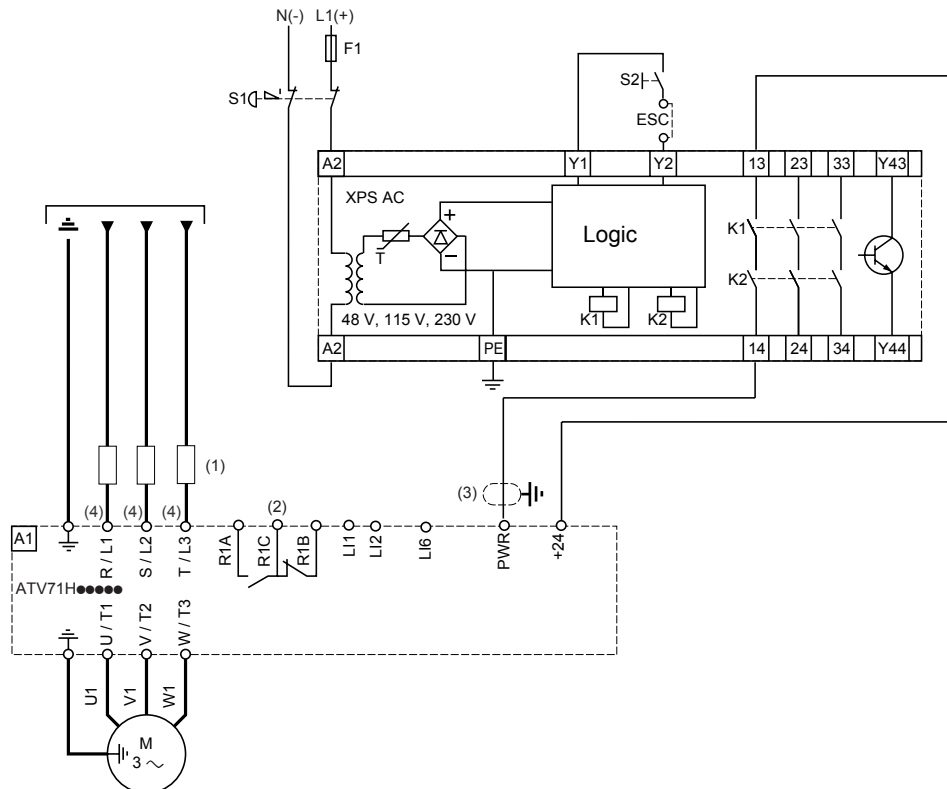 N(-) L1(+)
F1
S1
S2
ESC
A2 Y1 Y2 13 23 33 Y43
XPS AC
+
T
−
Logic
K1
K2
48 V, 115 V, 230 V
K1 K2
A2 PE 14 24 34 Y44
(1)
(3)
(4) (4) (4) (2)
A1
R / L1 S / L2 T / L3 R1A R1C R1B LI1 LI2 LI6 PWR +24
ATV71H●●●●●
U / T1 V / T2 W / T3
U1 V1 W1
M
3 ~